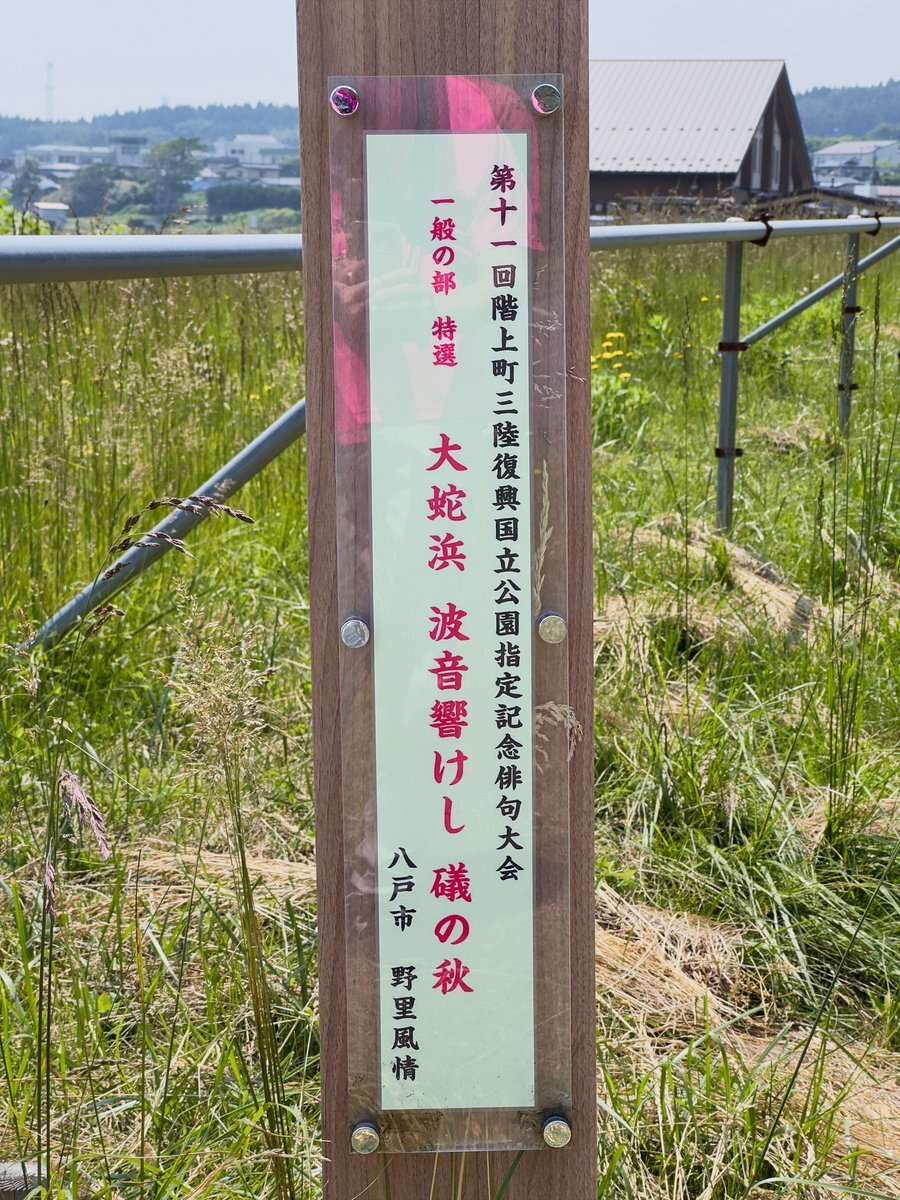 第十一回階上町三陸復興国立公園指定記念俳句大会
一般の部 特選
大蛇浜 波音響けし 礒の秋
八戸市 野里風情